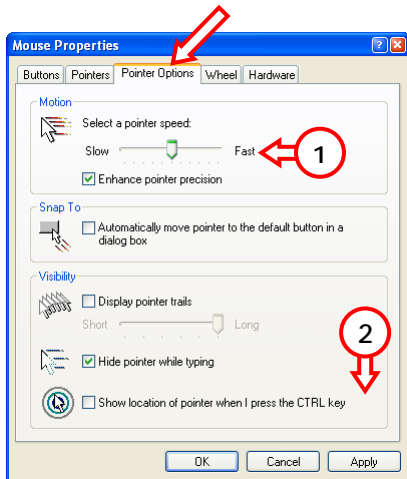 Mouse Properties
Buttons Pointers Pointer Options Wheel Hardware
Motion
Select a pointer speed:
Slow Fast 1
Enhance pointer precision
Snap To
Automatically move pointer to the default button in a
dialog box
Visibility
Display pointer trails
Short Long
2
Hide pointer while typing
Show location of pointer when I press the CTRL key
OK Cancel Apply